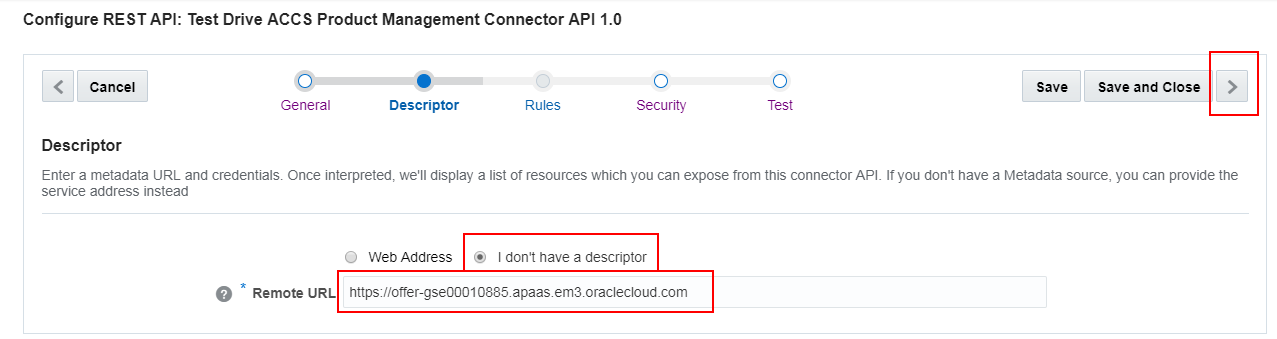 Configure REST API: Test Drive ACCS Product Management Connector API 1.0
Cancel
General
Descriptor
Rules
Security
Test
Save
Save and Close
Descriptor
Enter a metadata URL and credentials. Once interpreted, we'll display a list of resources which you can expose from this connector API. If you don't have a Metadata source, you can provide the
service address instead
Web Address
I don't have a descriptor
? * Remote URL
https://offer-gse00010885.apaas.em3.oraclecloud.com